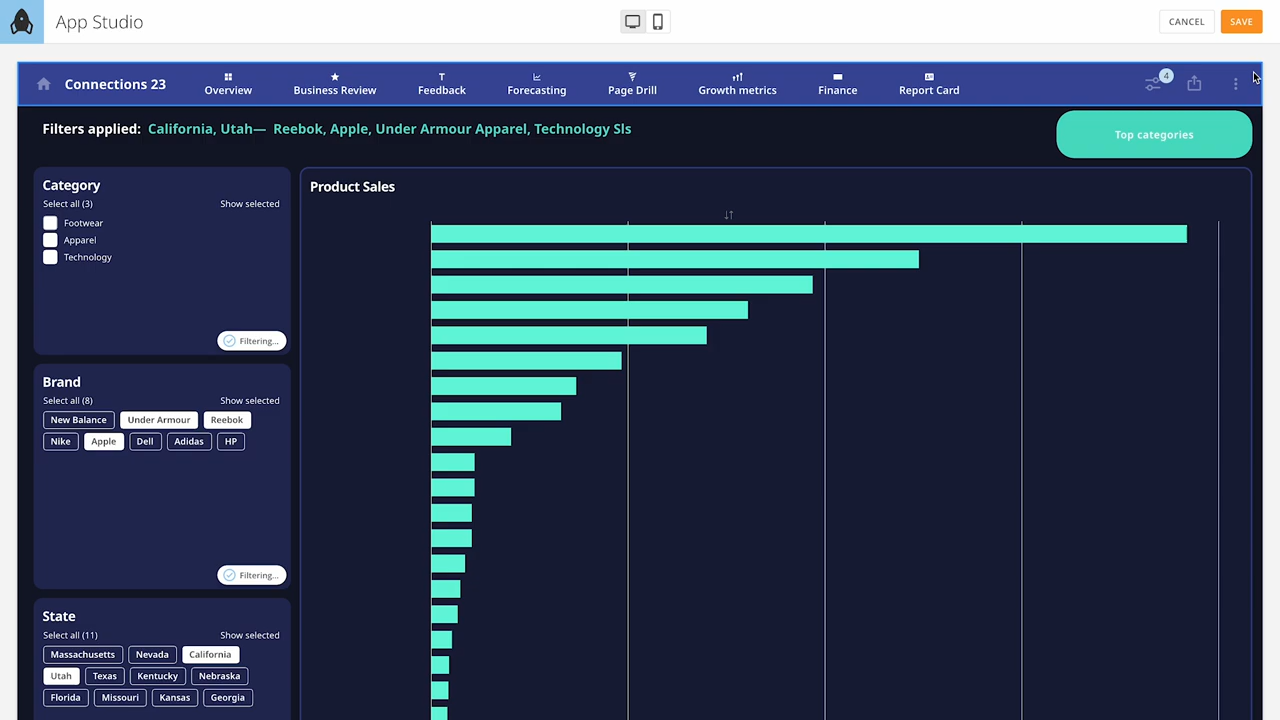 App Studio
CANCEL
SAVE
Connections 23
Overview
Business Review
T
Feedback
Forecasting
Page Drill
Growth metrics
Finance
Report Card
4
Filters applied: California, Utah— Reebok, Apple, Under Armour Apparel, Technology Sls
Top categories
Category
Select all (3)
Show selected
Footwear
Apparel
Technology
Filtering...
Brand
Select all (8)
Show selected
New Balance
Under Armour
Reebok
Nike
Apple
Dell
Adidas
HP
Filtering...
State
Select all (11)
Show selected
Massachusetts
Nevada
California
Utah
Texas
Kentucky
Nebraska
Florida
Missouri
Kansas
Georgia
Product Sales